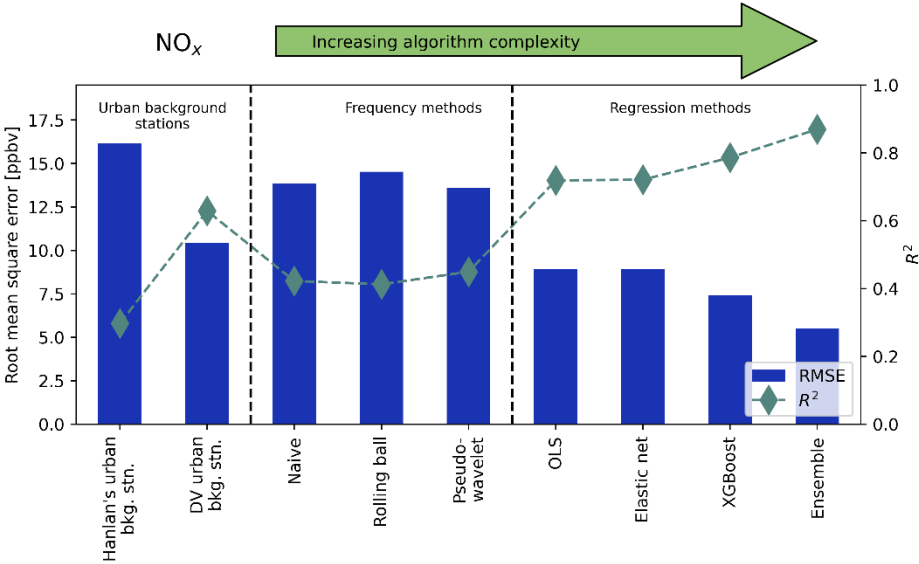 NOx
Increasing algorithm complexity
Urban background
stations
Frequency methods
Regression methods
Root mean square error [ppbv]
17.5
15.0
12.5
10.0
7.5
5.0
2.5
0.0
1.0
0.8
0.6
0.4
0.2
0.0
R²
RMSE
R²
Hanlan's urban
bkg. stn.
DV urban
bkg. stn.
Naive
Rolling ball
Pseudo-
wavelet
OLS
Elastic net
XGBoost
Ensemble